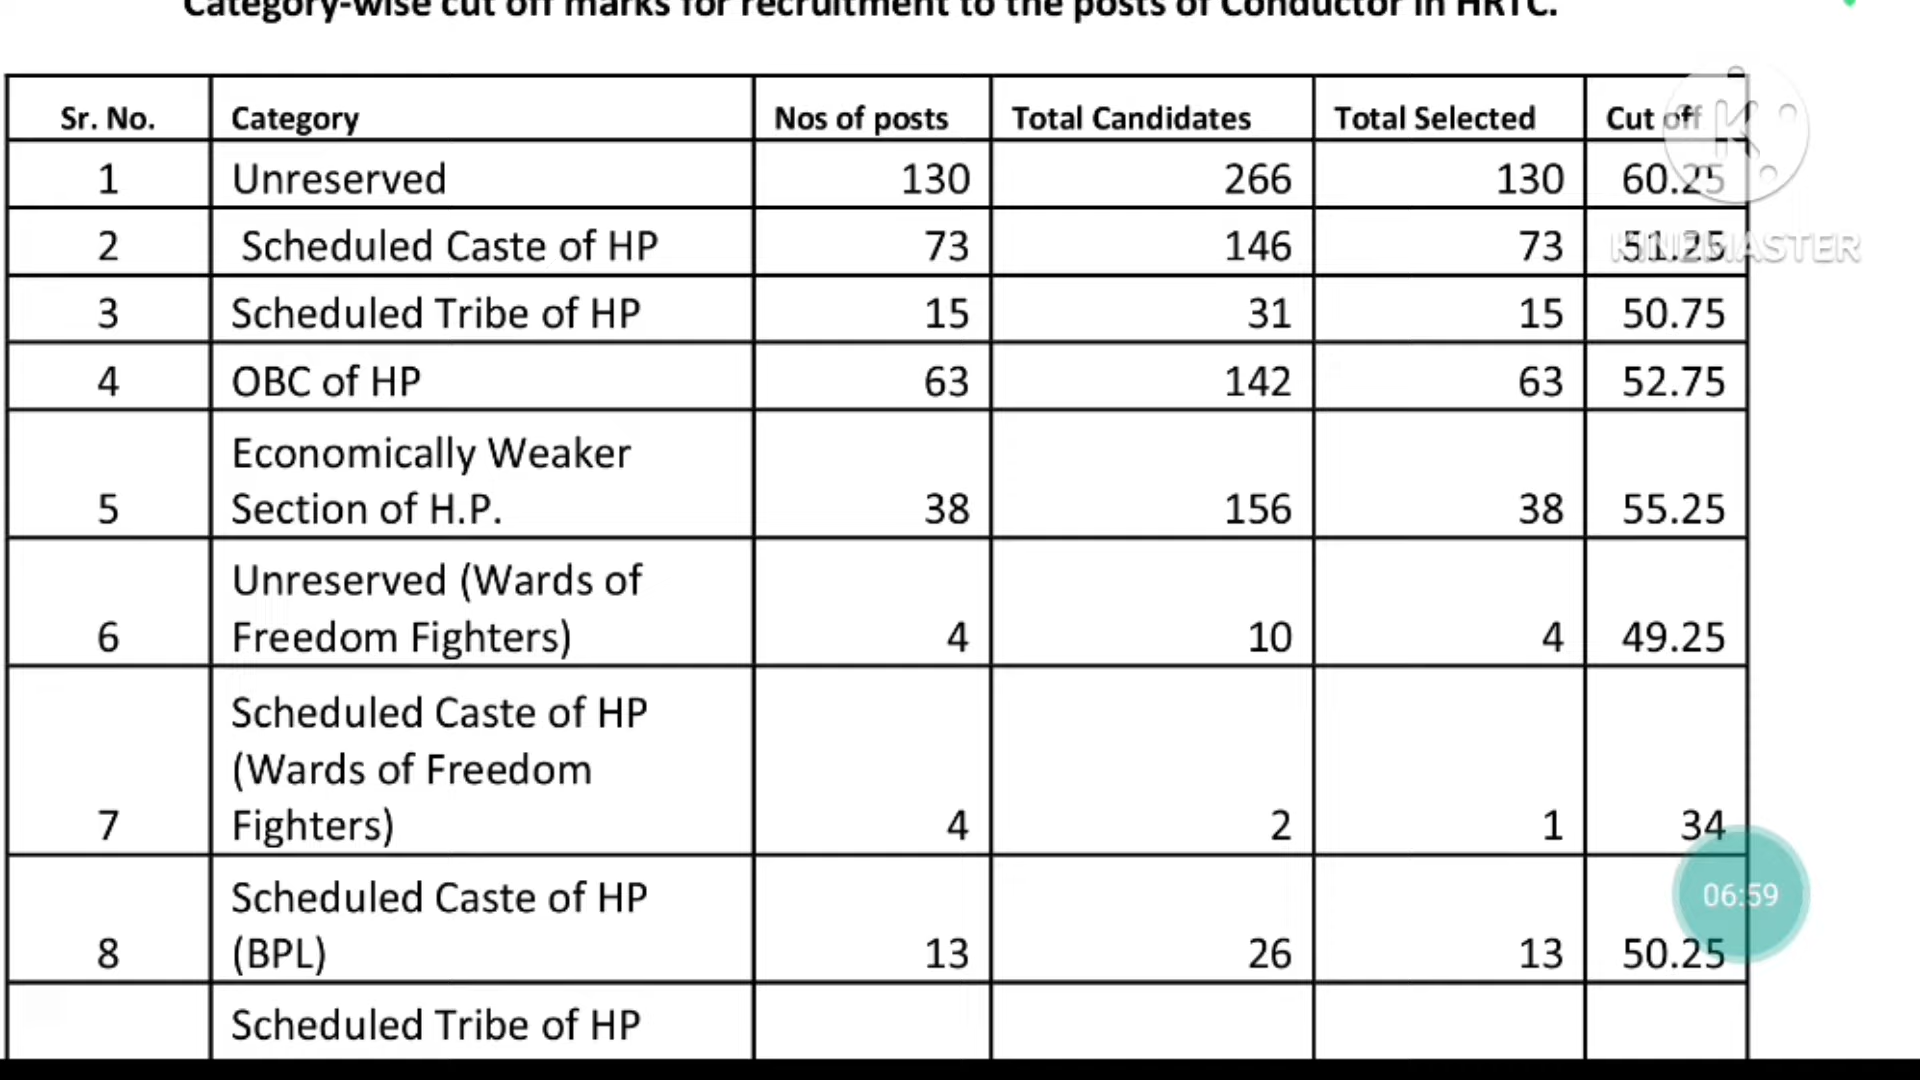 Category-wise cut off marks for recruitment to the posts of Conductor in HRTC.
Sr. No. Category Nos of posts Total Candidates Total Selected Cut off
1 Unreserved 130 266 130 60.25
2 Scheduled Caste of HP 73 146 73 51.25
KINEMASTER
3 Scheduled Tribe of HP 15 31 15 50.75
4 OBC of HP 63 142 63 52.75
Economically Weaker
5 Section of H.P. 38 156 38 55.25
Unreserved (Wards of
6 Freedom Fighters) 4 10 4 49.25
Scheduled Caste of HP
(Wards of Freedom
7 Fighters) 4 2 1 34
06:59
Scheduled Caste of HP
8 (BPL) 13 26 13 50.25
Scheduled Tribe of HP